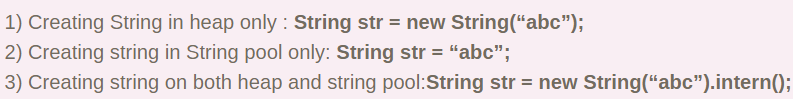 1) Creating String in heap only : String str = new String(“abc”);
2) Creating string in String pool only: String str = “abc”;
3) Creating string on both heap and string pool:String str = new String(“abc”).intern();